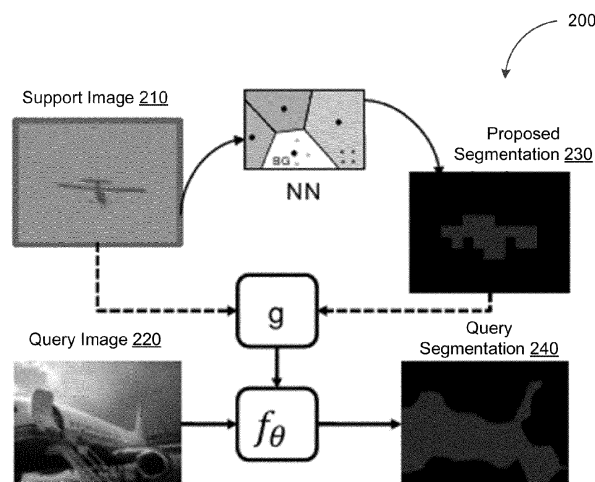 200
Support Image 210
BG
NN
Proposed
Segmentation 230
g
Query Image 220
Query
Segmentation 240
fθ